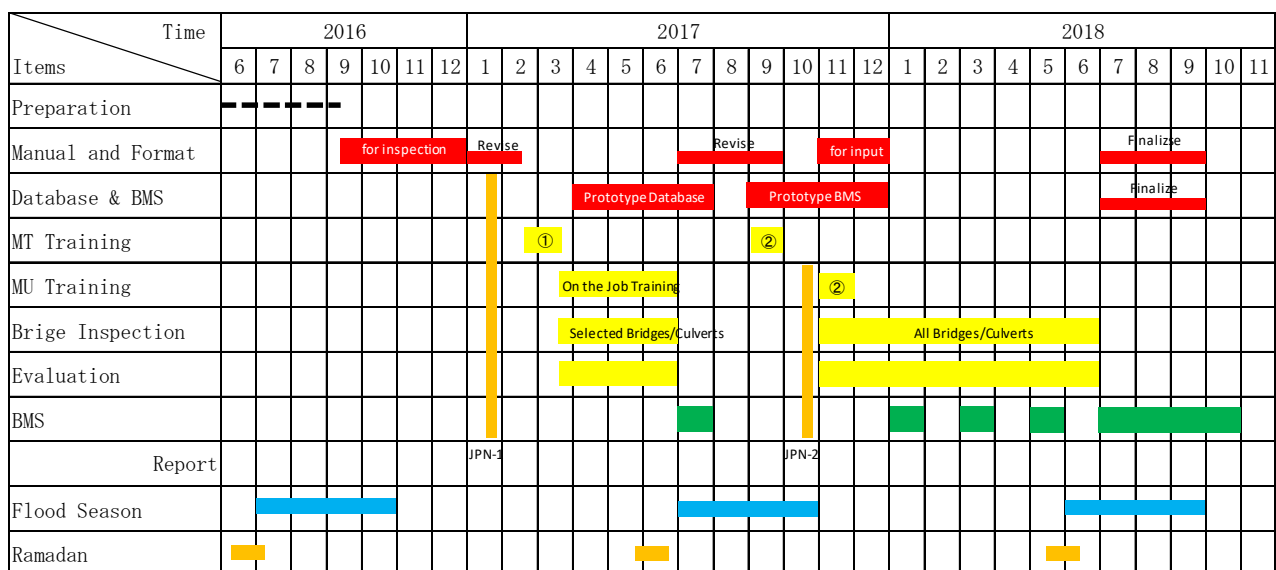 Time 2016 2017 2018
Items 6 7 8 9 10 11 12 1 2 3 4 5 6 7 8 9 10 11 12 1 2 3 4 5 6 7 8 9 10 11
Preparation
Manual and Format for inspection Revise Revise for input Finalizse
Database & BMS Prototype Database Prototype BMS Finalize
MT Training ① ②
MU Training On the Job Training ②
Brige Inspection Selected Bridges/Culverts All Bridges/Culverts
Evaluation
BMS
JPN-1 JPN-2
Report
Flood Season
Ramadan